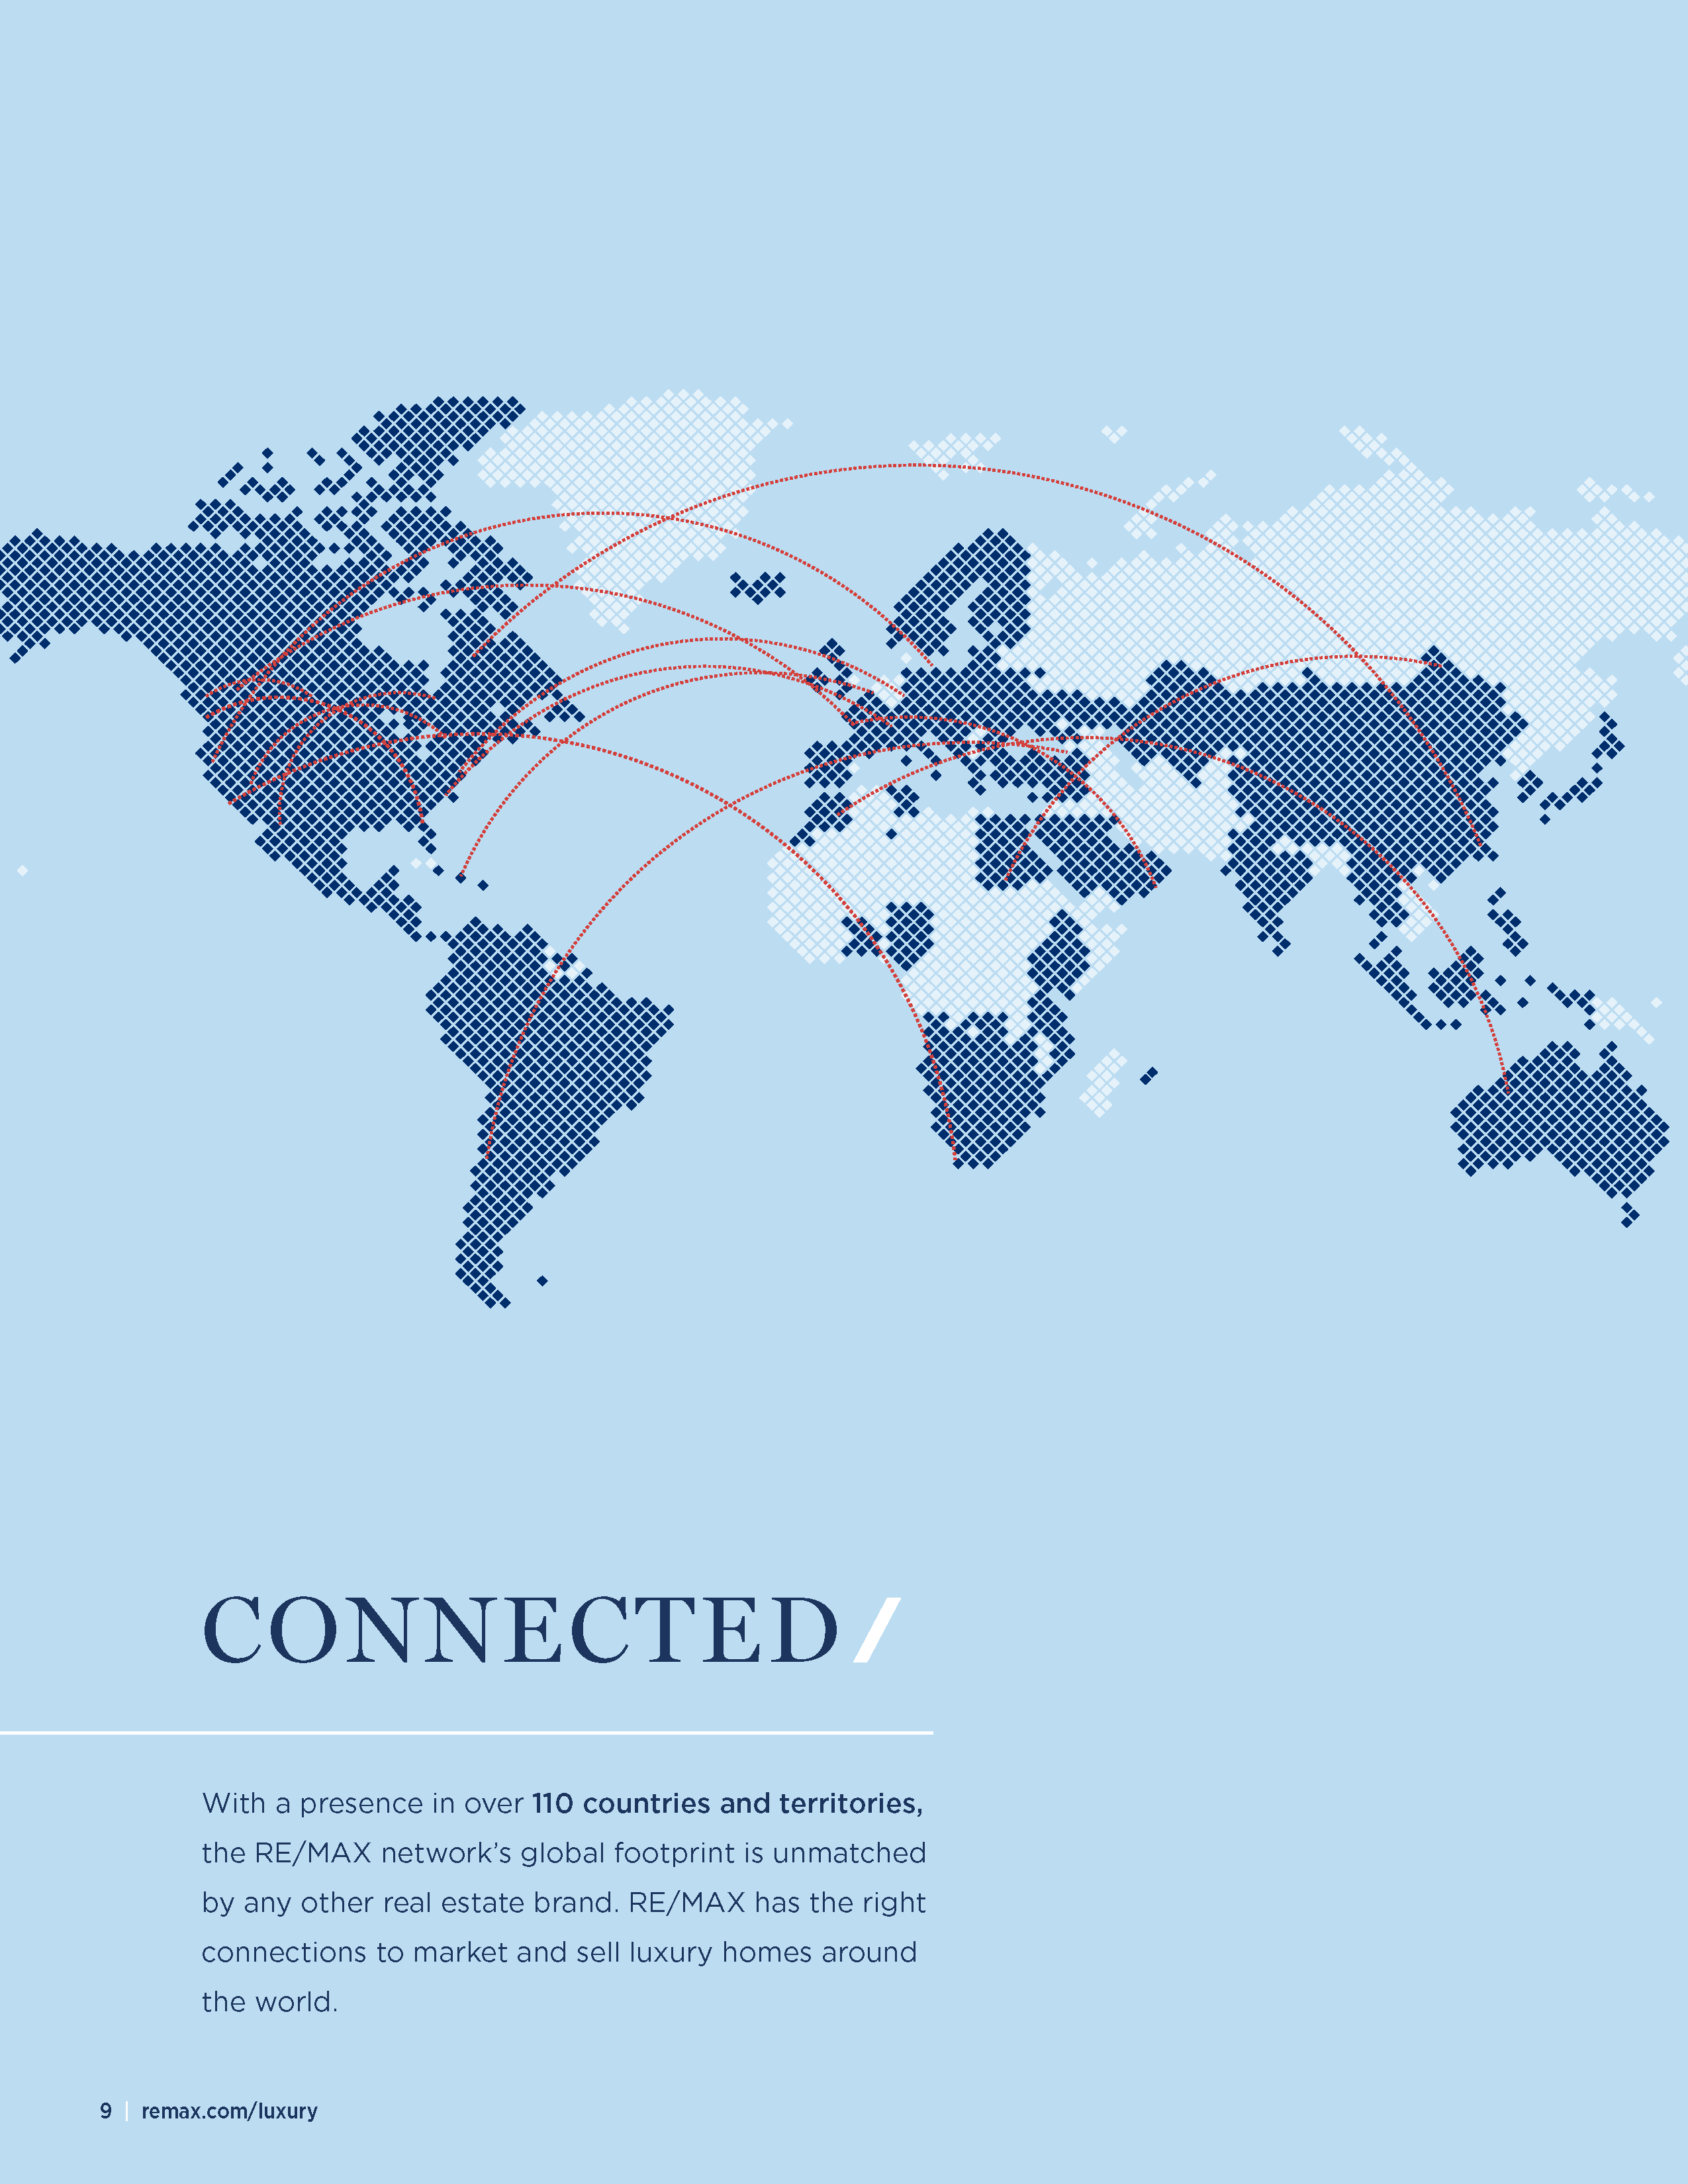 CONNECTED/
With a presence in over 110 countries and territories,
the RE/MAX network’s global footprint is unmatched
by any other real estate brand. RE/MAX has the right
connections to market and sell luxury homes around
the world.
9 | remax.com/luxury